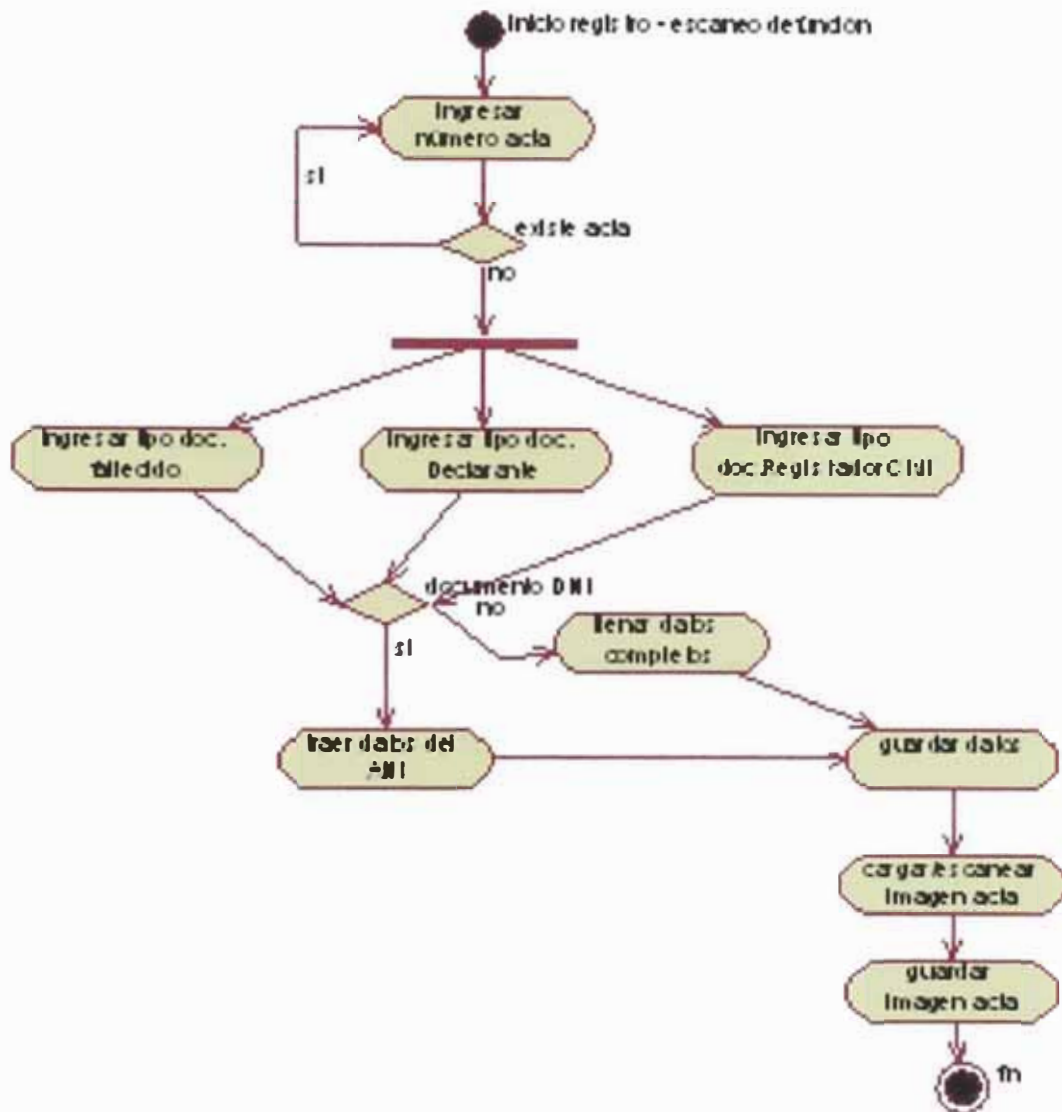 Inicio registro - escaneo defuncion
Ingresar
número acta
si
existe acta
no
Ingresar tipo doc.
fallecido
Ingresar tipo doc.
Declarante
Ingresar tipo
doc.Registrador Civil
documento DNI
no
si
llenar datos
completos
traer datos del
ANI
guardar datos
cargar/escanear
imagen acta
guardar
imagen acta
fin